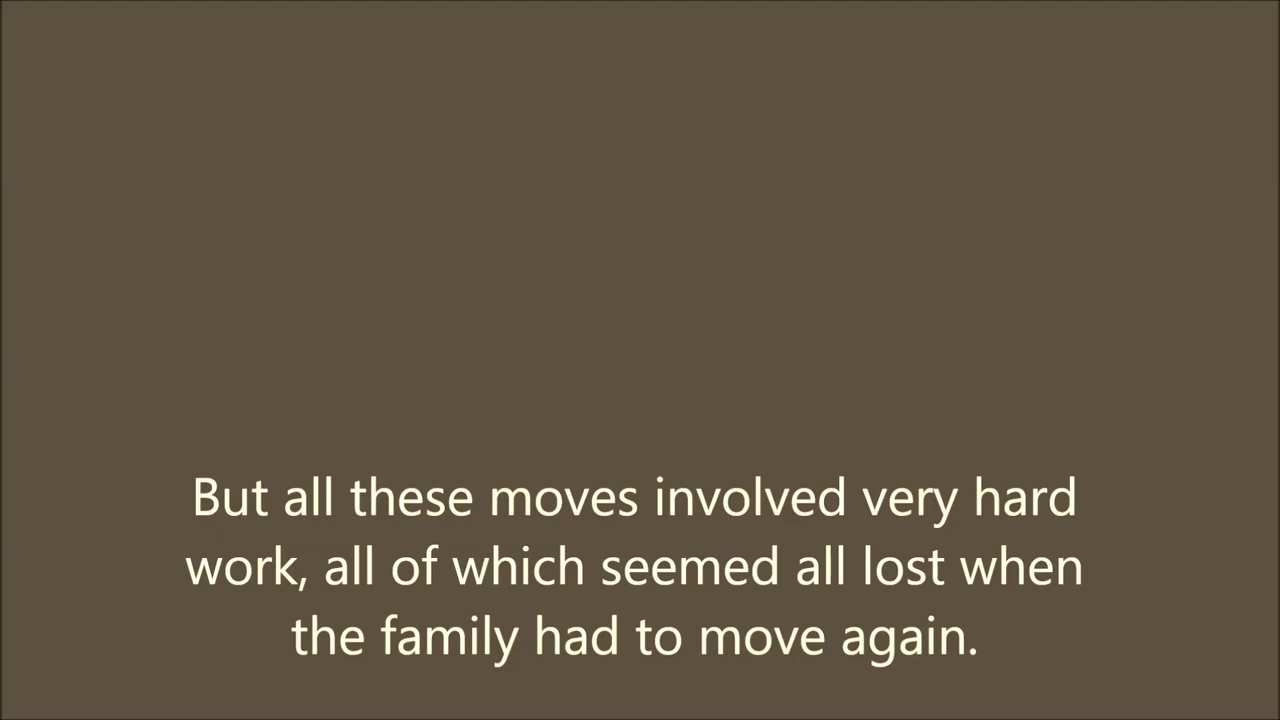 But all these moves involved very hard
work, all of which seemed all lost when
the family had to move again.